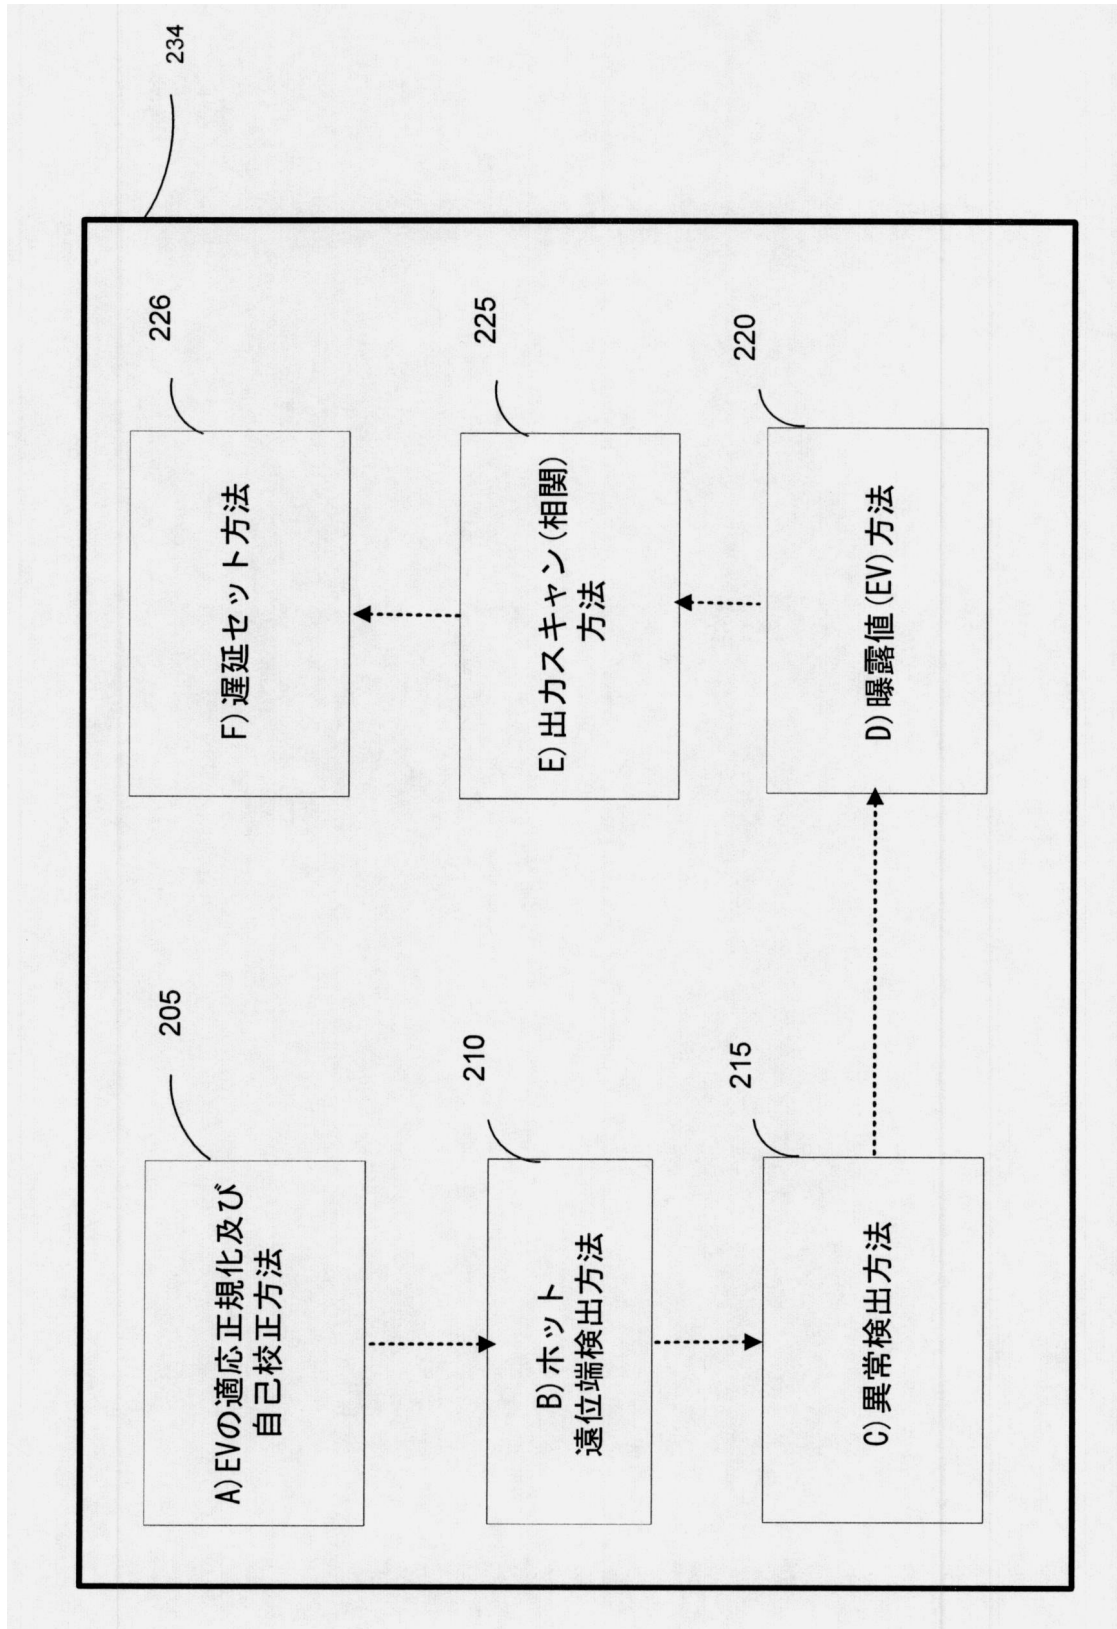 234
205
A)EVの適応正規化及び
自己校正方法
210
B)ホット
遠位端検出方法
215
C)異常検出方法
220
D)曝露値(EV)方法
225
E)出力スキャン(相関)
方法
226
F)遅延セット方法